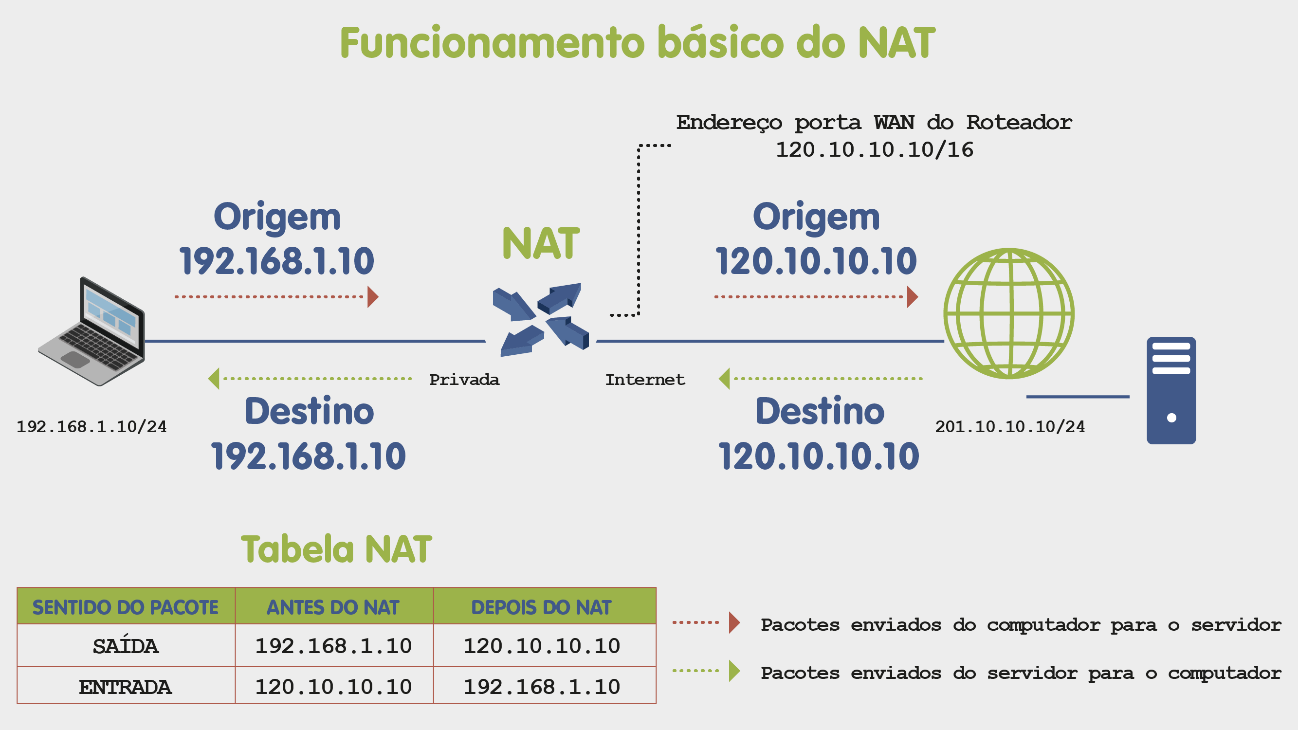 Funcionamento básico do NAT
Endereço porta WAN do Roteador
120.10.10.10/16
Origem
192.168.1.10
NAT
Origem
120.10.10.10
Privada
Internet
Destino
192.168.1.10
Destino
120.10.10.10
192.168.1.10/24
201.10.10.10/24
Tabela NAT
SENTIDO DO PACOTE ANTES DO NAT DEPOIS DO NAT
SAÍDA 192.168.1.10 120.10.10.10
ENTRADA 120.10.10.10 192.168.1.10
Pacotes enviados do computador para o servidor
Pacotes enviados do servidor para o computador